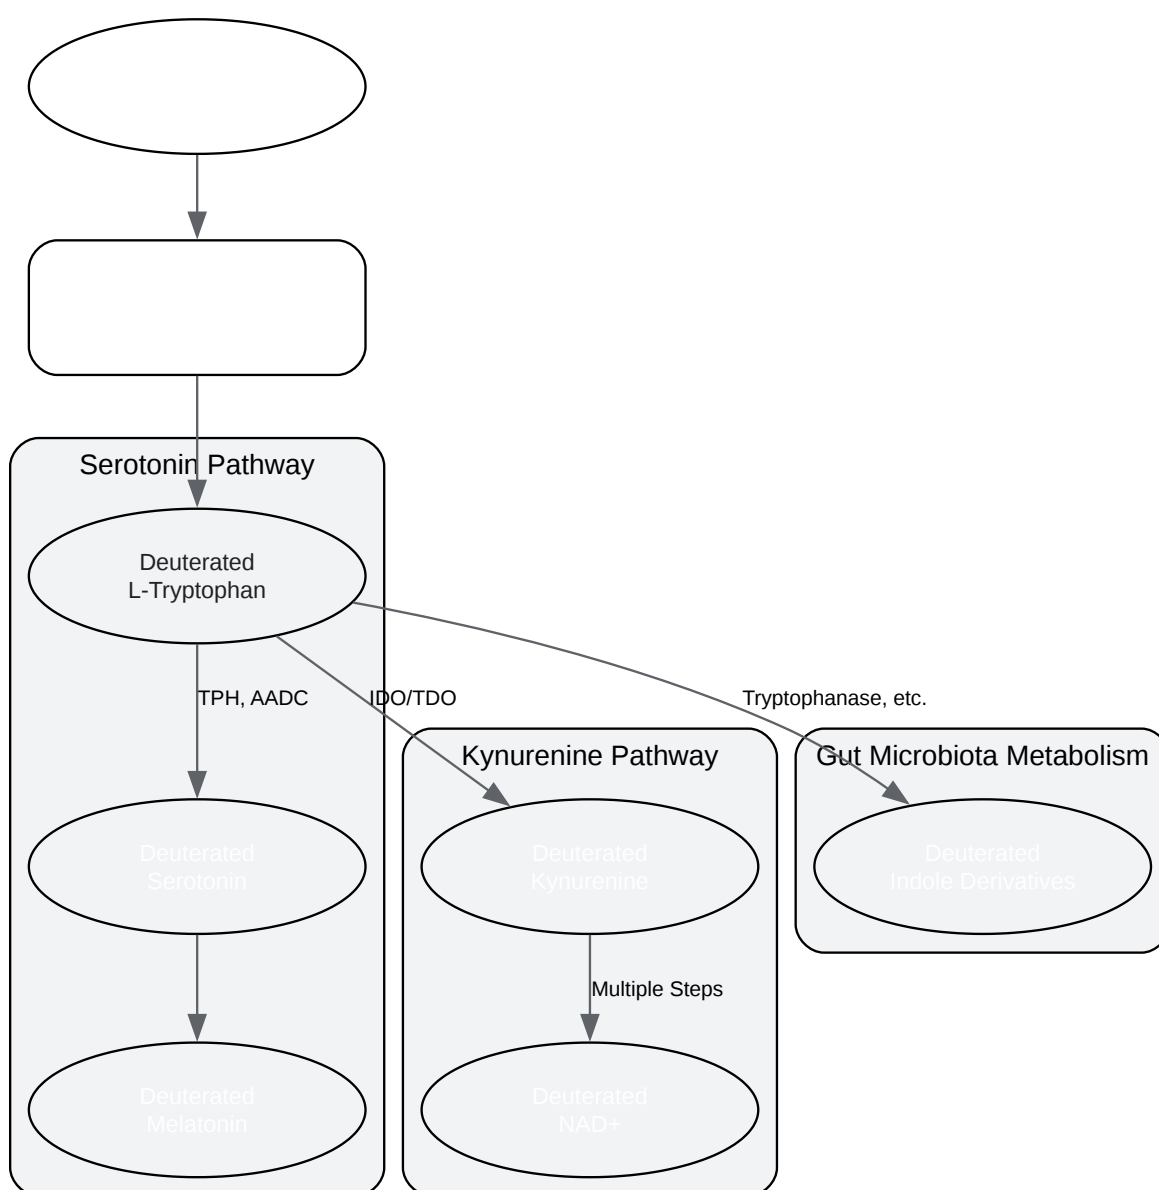 Serotonin Pathway
Deuterated
L-Tryptophan
TPH, AADC
IDO/TDO
Tryptophanase, etc.
Kynurenine Pathway
Gut Microbiota Metabolism
Deuterated
Serotonin
Deuterated
Kynurenine
Deuterated
Indole Derivatives
Multiple Steps
Deuterated
Melatonin
Deuterated
NAD+